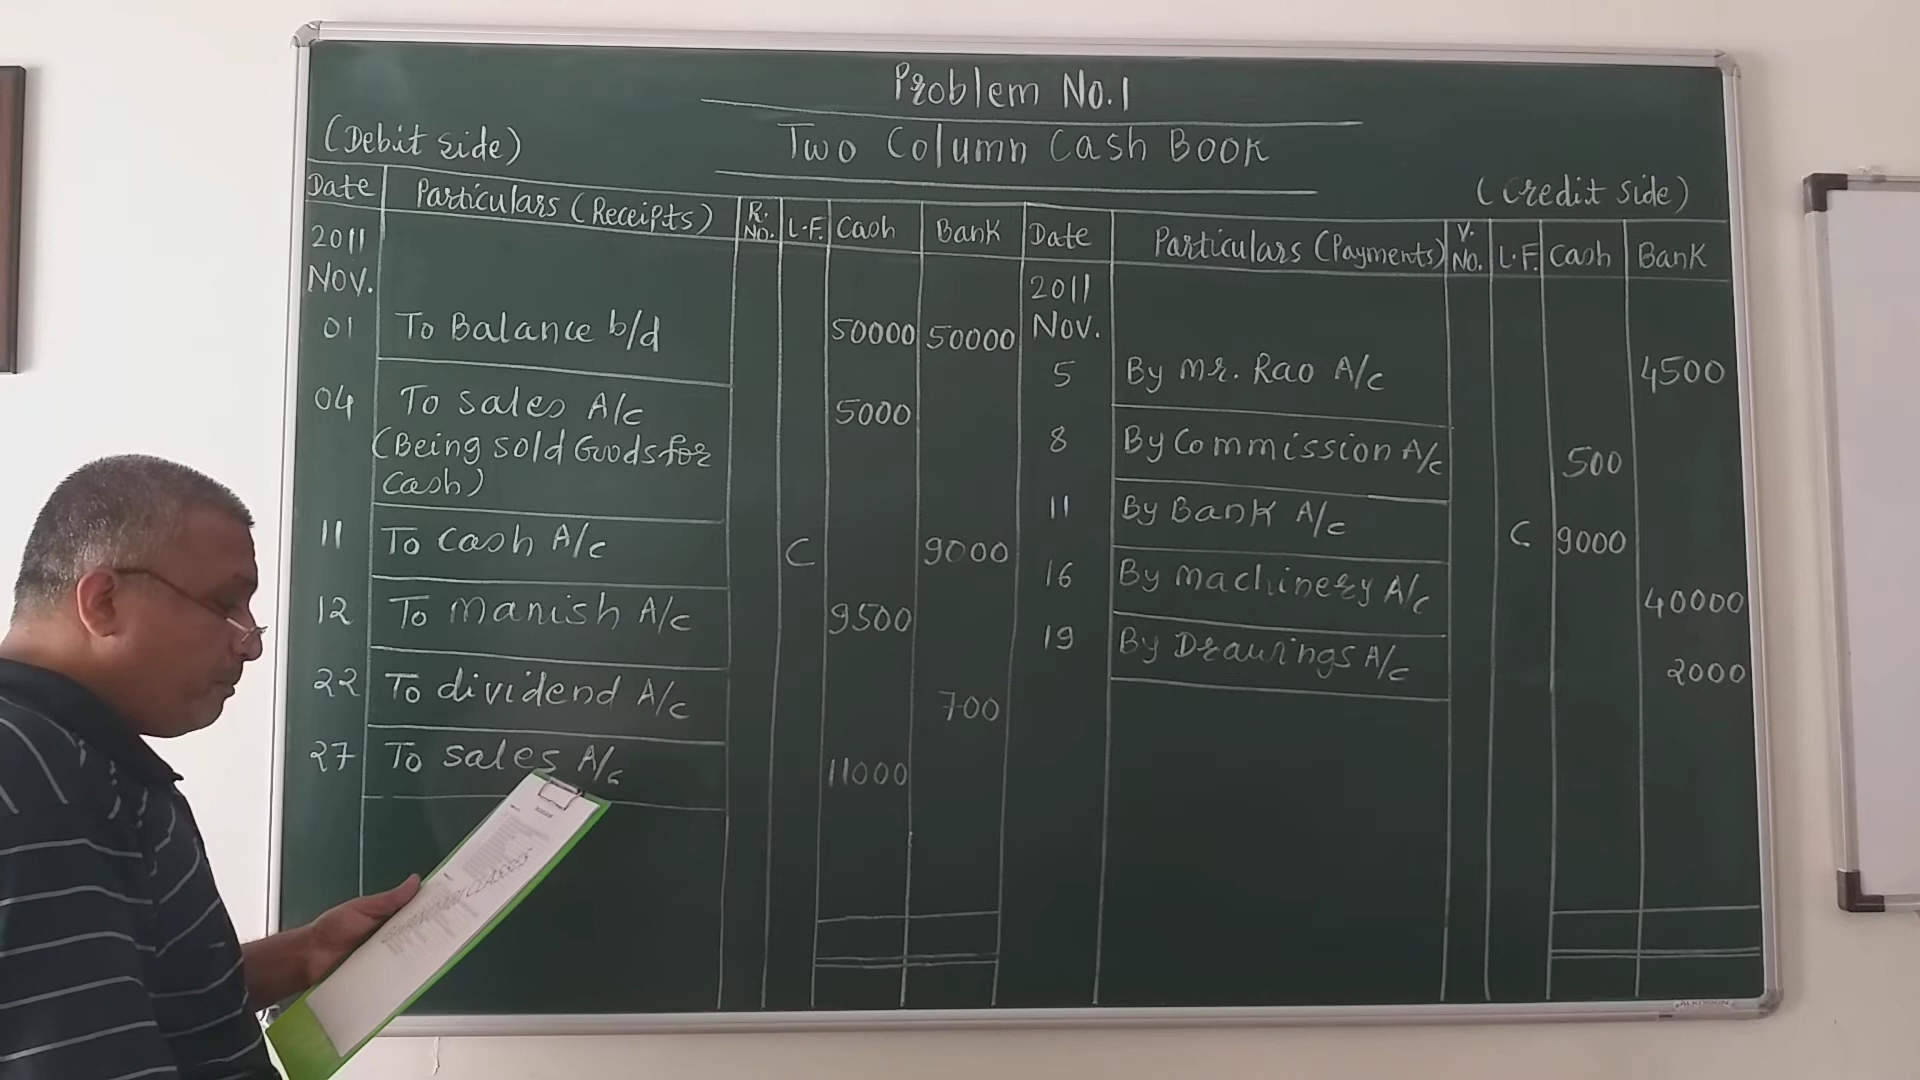 Problem No.1
Two Column Cash Book
(Debit side)
(Credit side)
Date Particulars (Receipts) R. No. L.F. Cash Bank Date Particulars (Payments) V. No. L.F. Cash Bank
2011
Nov.
01 To Balance b/d 50000 50000
04 To Sales A/c 5000
(Being sold Goods for
Cash)
11 To Cash A/c C 9000
12 To Manish A/c 9500
22 To dividend A/c 700
27 To Sales A/c 11000
2011
Nov.
5 By Mr. Rao A/c 4500
8 By Commission A/c 500
11 By Bank A/c C 9000
16 By Machinery A/c 40000
19 By Drawings A/c 2000